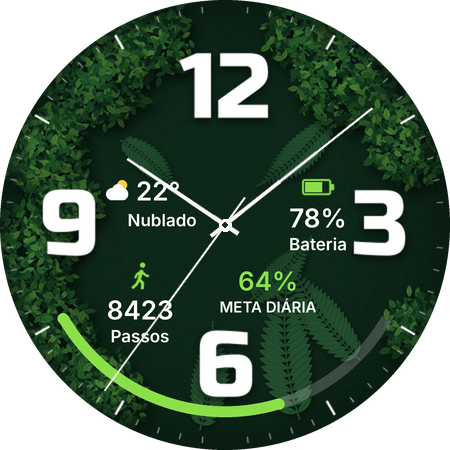 12
22°
Nublado
78%
Bateria
9
3
64%
META DIÁRIA
8423
Passos
6